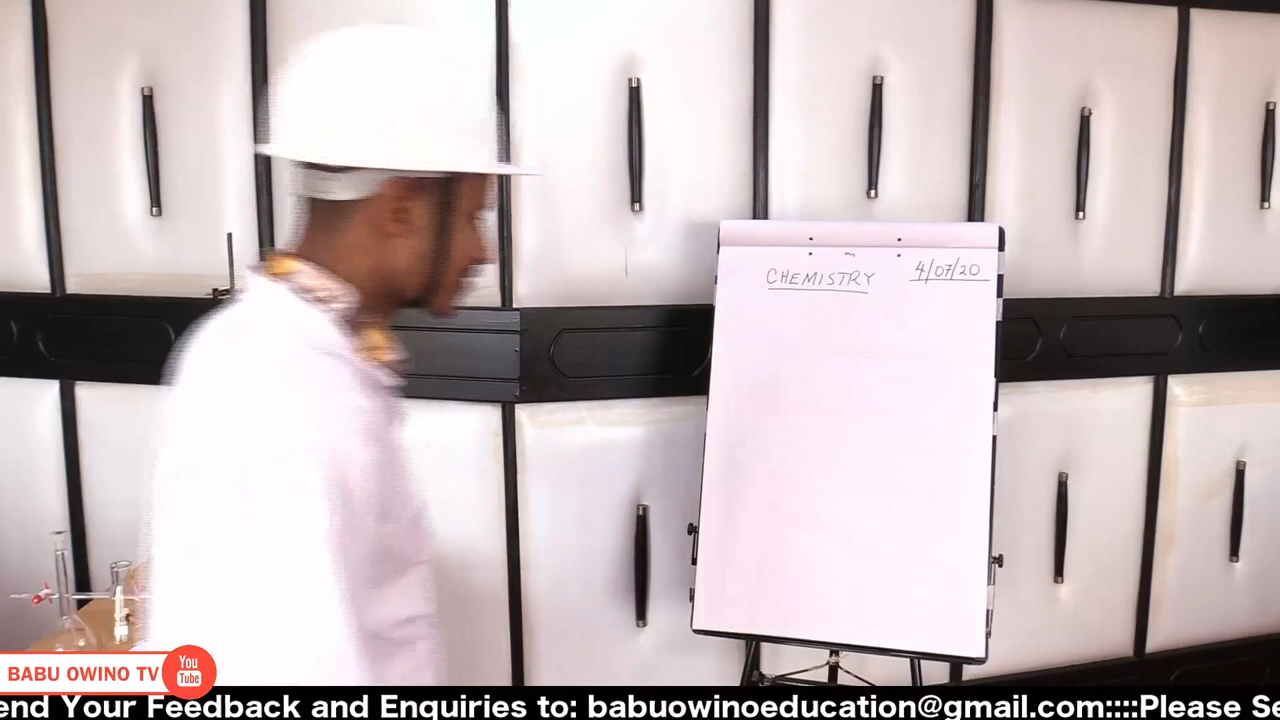 CHEMISTRY 4/07/20
BABU OWINO TV You Tube
end Your Feedback and Enquiries to: babuowinoeducation@gmail.com::::Please Se